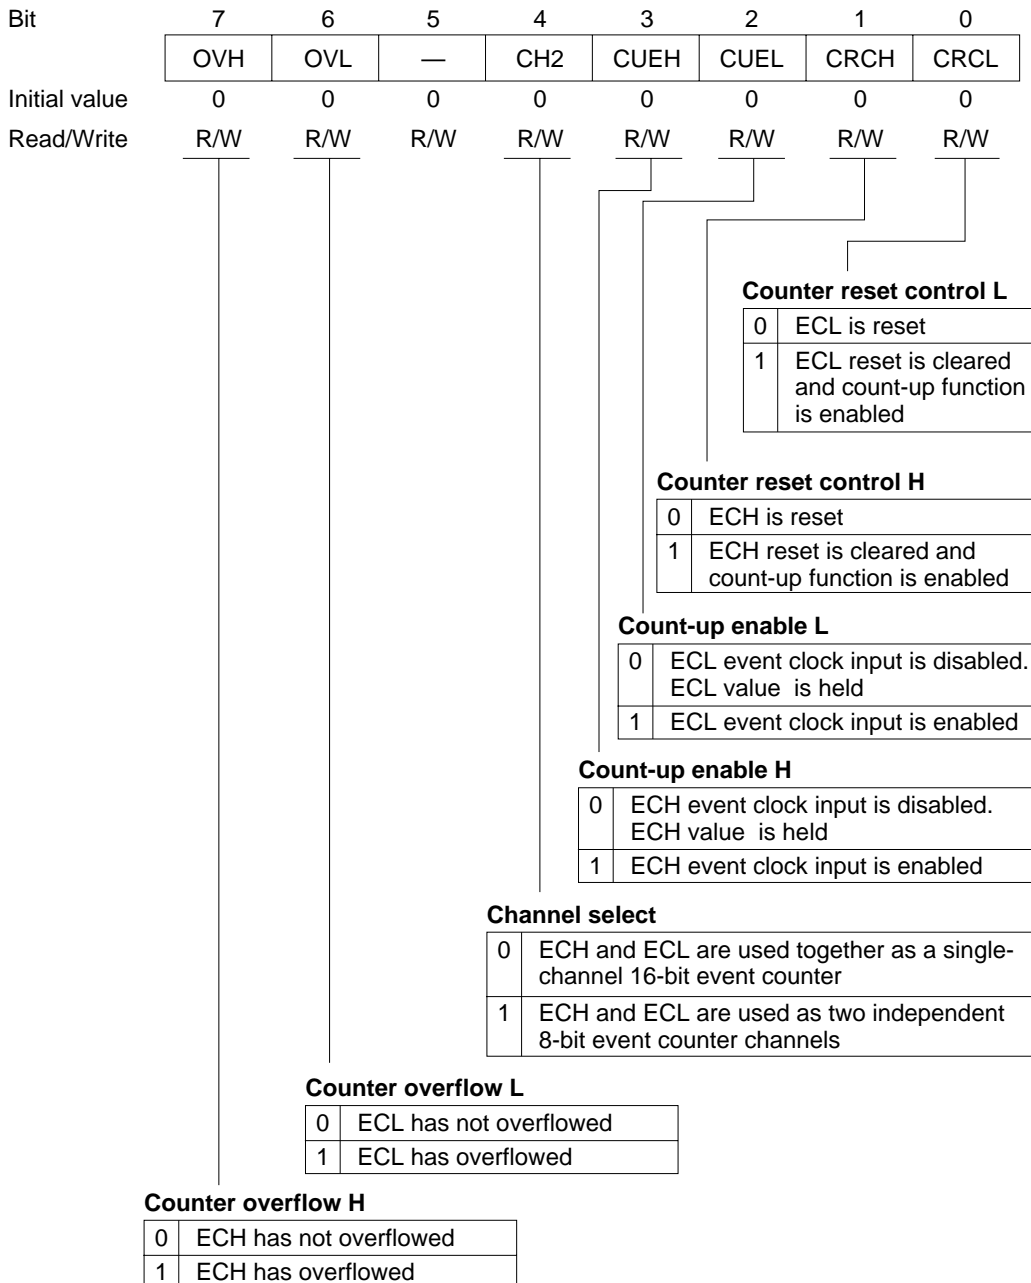 Bit 7 6 5 4 3 2 1 0
OVH OVL — CH2 CUEH CUEL CRCH CRCL
Initial value 0 0 0 0 0 0 0 0
Read/Write R/W R/W R/W R/W R/W R/W R/W R/W
Counter reset control L
0 ECL is reset
1 ECL reset is cleared
and count-up function
is enabled
Counter reset control H
0 ECH is reset
1 ECH reset is cleared and
count-up function is enabled
Count-up enable L
0 ECL event clock input is disabled.
ECL value is held
1 ECL event clock input is enabled
Count-up enable H
0 ECH event clock input is disabled.
ECH value is held
1 ECH event clock input is enabled
Channel select
0 ECH and ECL are used together as a single-
channel 16-bit event counter
1 ECH and ECL are used as two independent
8-bit event counter channels
Counter overflow L
0 ECL has not overflowed
1 ECL has overflowed
Counter overflow H
0 ECH has not overflowed
1 ECH has overflowed